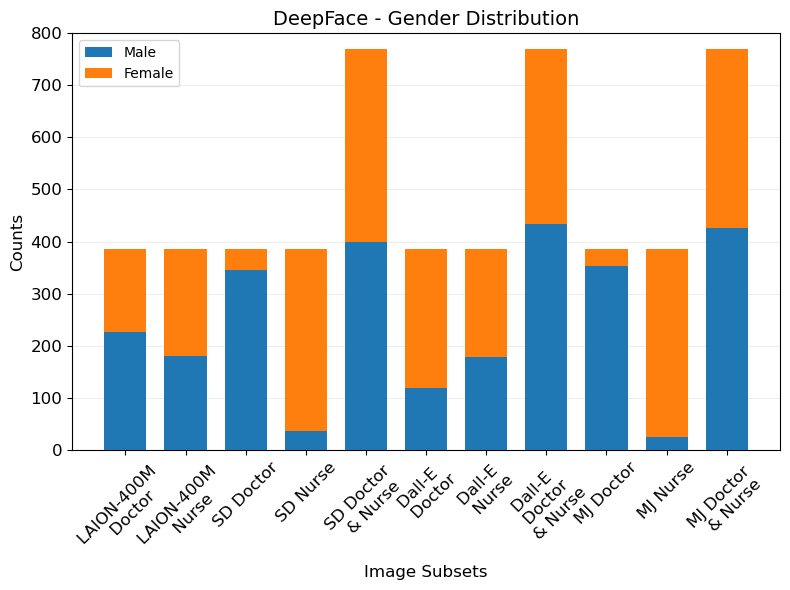 DeepFace - Gender Distribution
Male
Female
Counts
800
700
600
500
400
300
200
100
0
LAION-400M
Doctor
LAION-400M
Nurse
SD Doctor
SD Nurse
SD Doctor
& Nurse
Dall-E
Doctor
Dall-E
Nurse
Dall-E
Doctor
& Nurse
MJ Doctor
MJ Nurse
MJ Doctor
& Nurse
Image Subsets